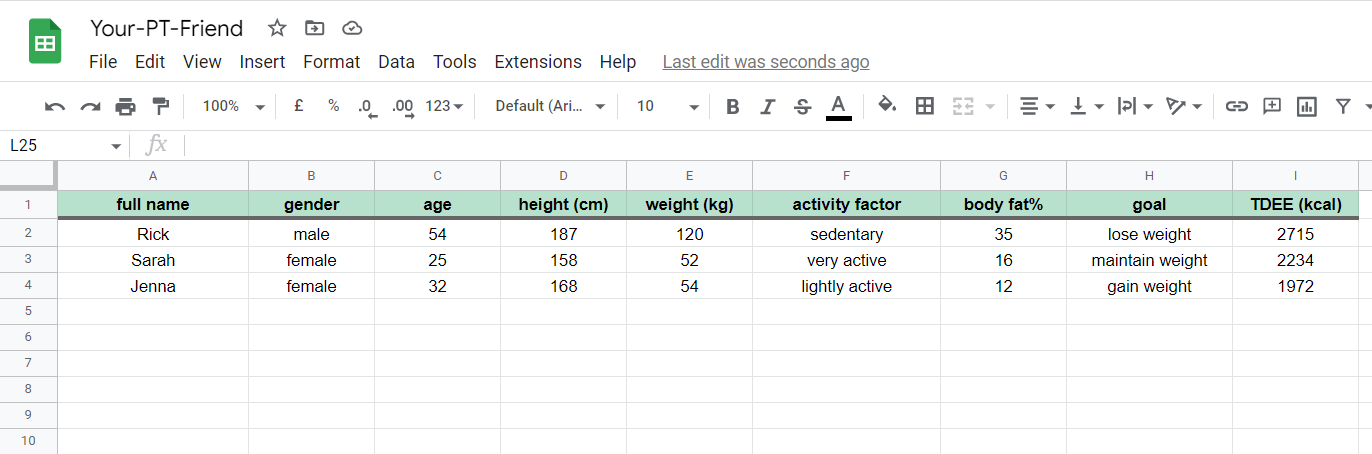 Your-PT-Friend
File Edit View Insert Format Data Tools Extensions Help Last edit was seconds ago
100% £ % .0 .00 123 Default (Ari... 10 B I S A
L25 fx
A B C D E F G H I
1 full name gender age height (cm) weight (kg) activity factor body fat% goal TDEE (kcal)
2 Rick male 54 187 120 sedentary 35 lose weight 2715
3 Sarah female 25 158 52 very active 16 maintain weight 2234
4 Jenna female 32 168 54 lightly active 12 gain weight 1972
5
6
7
8
9
10